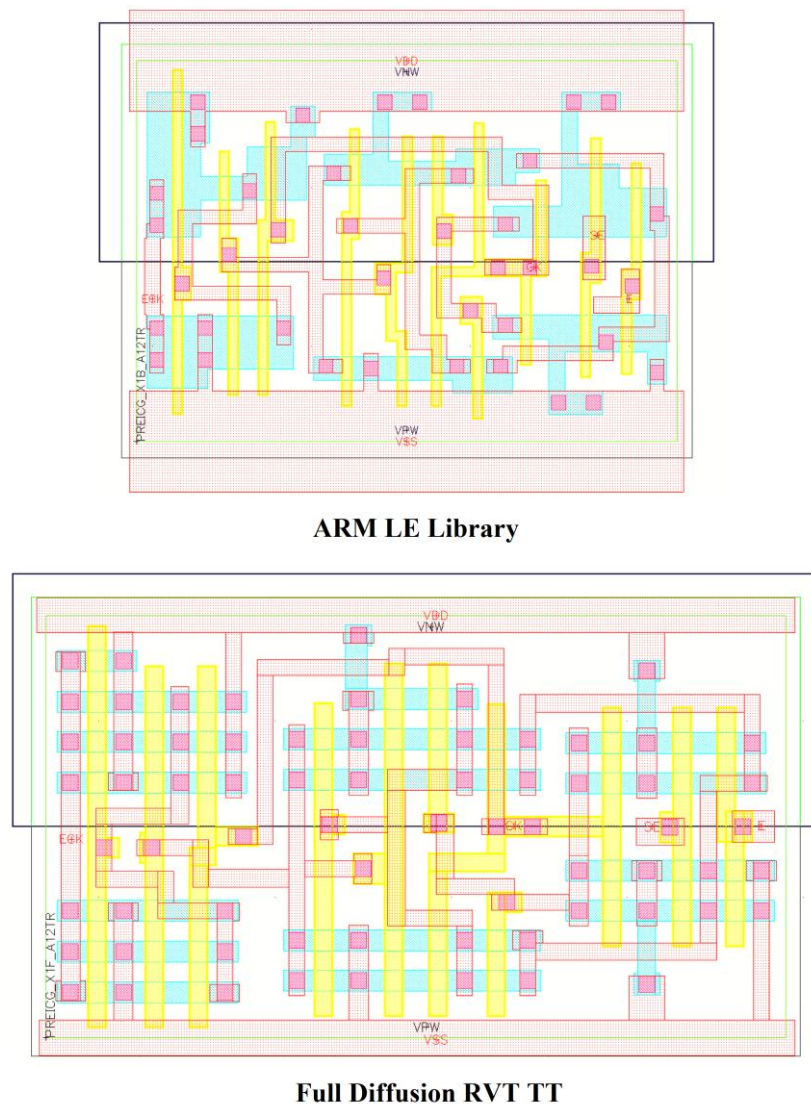 VDD
VNW
SE
CK
ECK
E
PREICG_X1B_A12TR
VPW
VSS
ARM LE Library
VDD
VNW
ECK
CK
SE
E
PREICG_X1F_A12TR
VPW
VSS
Full Diffusion RVT TT